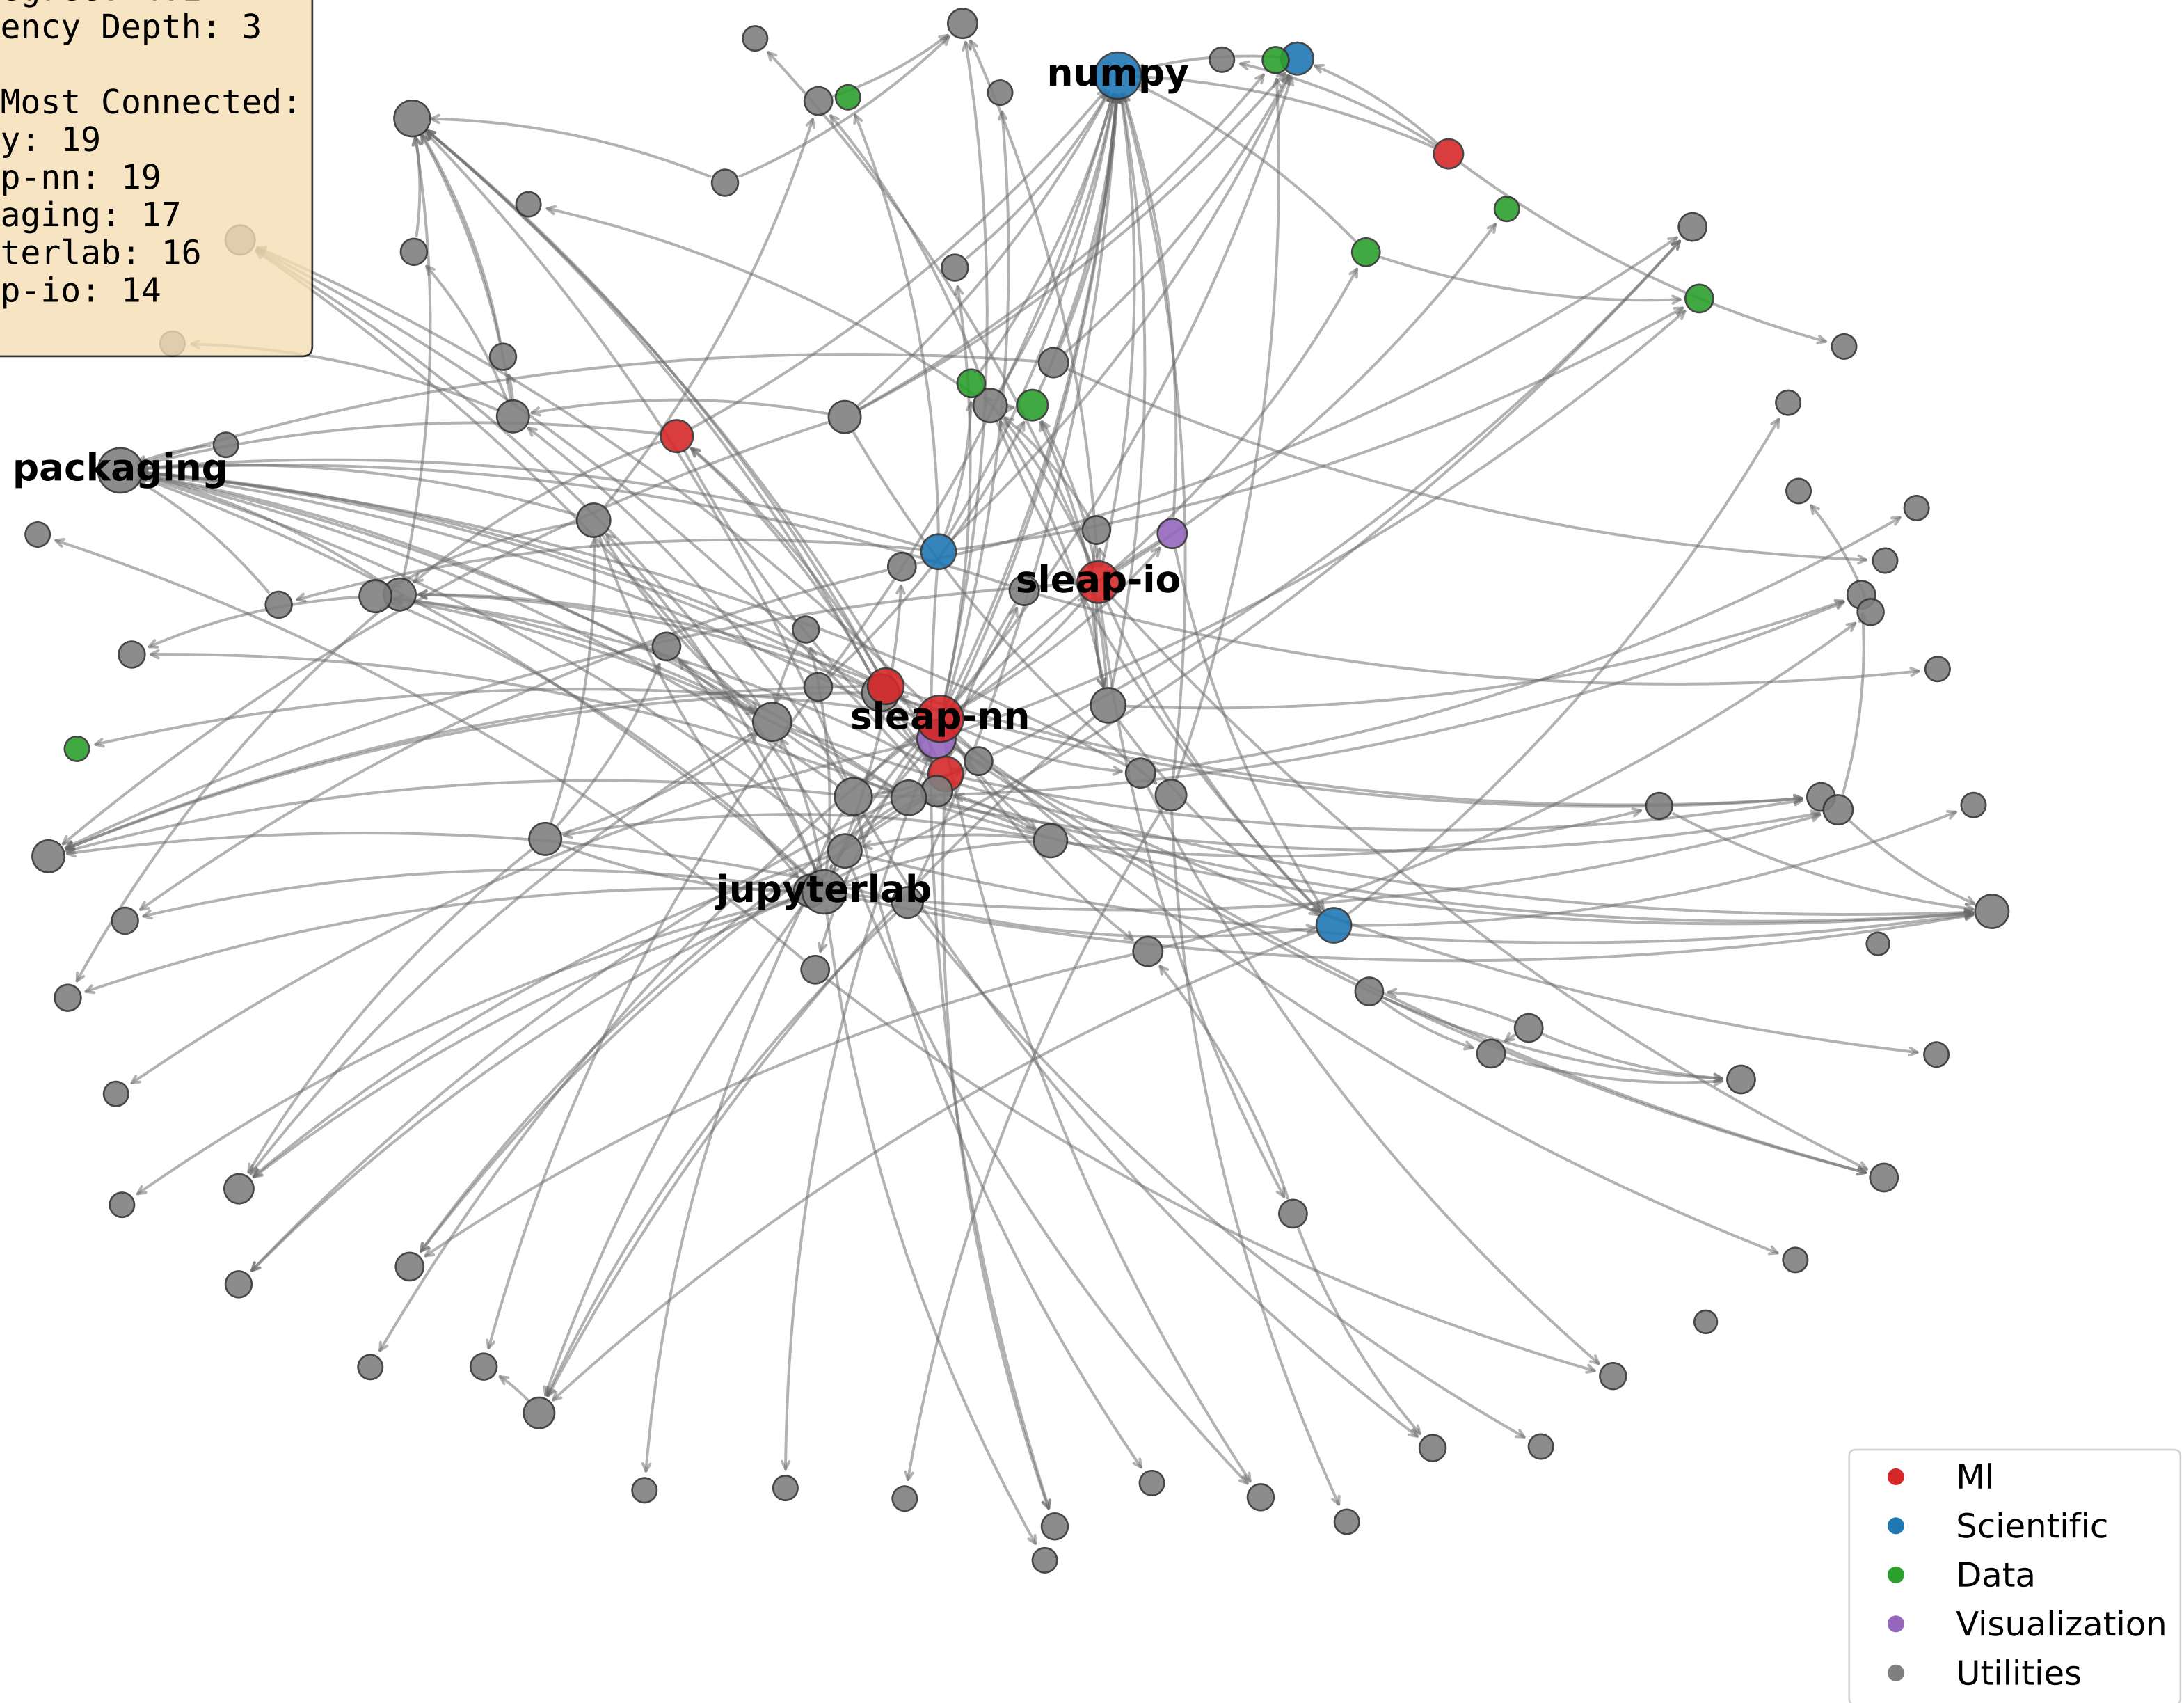 ency Depth: 3
Most Connected:
y: 19
p-nn: 19
aging: 17
terlab: 16
p-io: 14
numpy
packaging
sleap-io
sleap-nn
jupyterlab
Ml
Scientific
Data
Visualization
Utilities